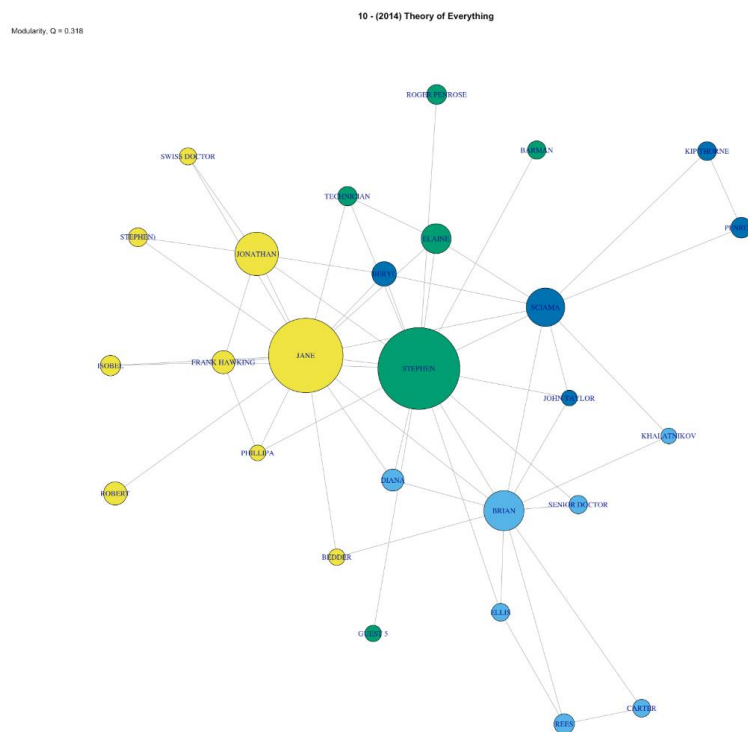 10 - (2014) Theory of Everything
Modularity, Q = 0.318
ROGER PENROSE
BARMAN
KIP THORNE
SWISS DOCTOR
TECHNICIAN
STEPHEN)
ELAINE
JONATHAN
SCIAMA
JANE
FRANK HAWKING
ISOBEL
STEPHEN
JOHN TAYLOR
KHALATNIKOV
PHILLIPA
DIANA
ROBERT
BRIAN
SENIOR DOCTOR
BEDDER
ELLIS
GUEST 5
CARTER
REES